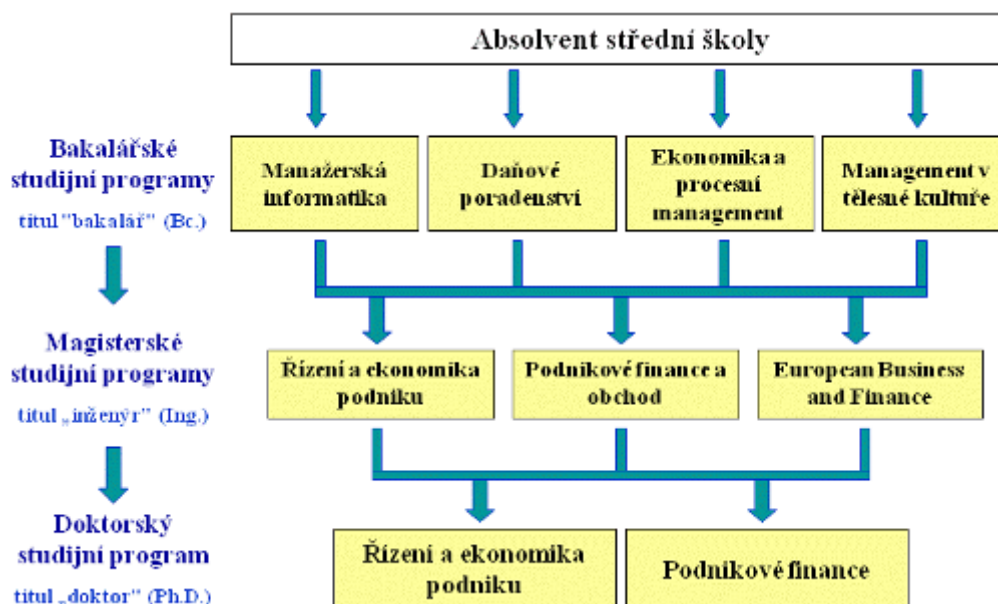 Absolvent střední školy
Bakalářské
studijní programy
titul "bakalář" (Bc.)
Manažerská
informatika
Daňové
poradenství
Ekonomika a
procesní
management
Management v
tělesné kultuře
Magisterské
studijní programy
titul „inženýr" (Ing.)
Řízení a ekonomika
podniku
Podnikové finance a
obchod
European Business
and Finance
Doktorský
studijní program
titul „doktor" (Ph.D.)
Řízení a ekonomika
podniku
Podnikové finance